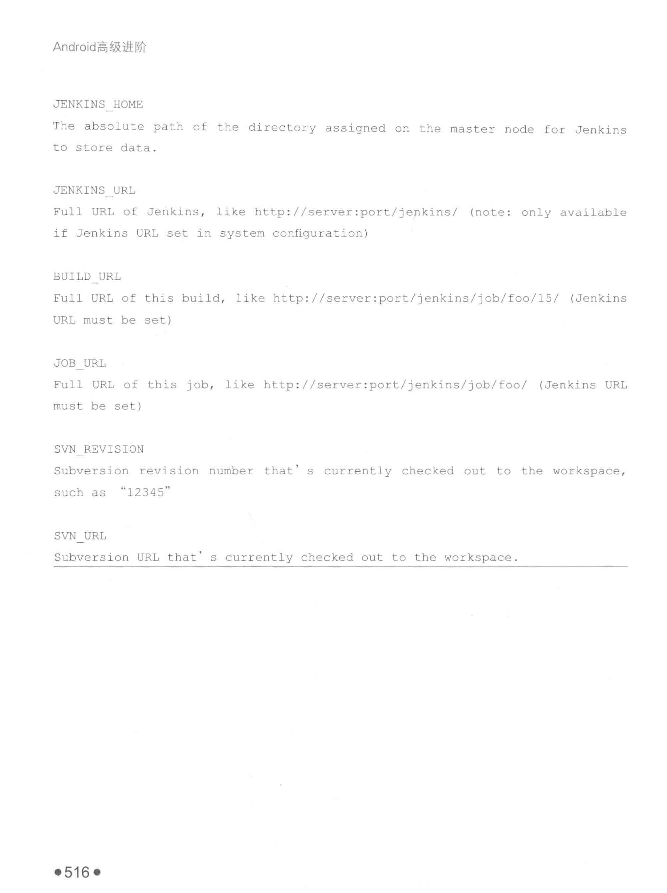 Android高级进阶
JENKINS_HOME
The absolute path of the directory assigned on the master node for Jenkins
to store data.
JENKINS_URL
Full URL of Jenkins, like http://server:port/jenkins/ (note: only available
if Jenkins URL set in system configuration)
BUILD_URL
Full URL of this build, like http://server:port/jenkins/job/foo/15/ (Jenkins
URL must be set)
JOB_URL
Full URL of this job, like http://server:port/jenkins/job/foo/ (Jenkins URL
must be set)
SVN_REVISION
Subversion revision number that’s currently checked out to the workspace,
such as “12345”
SVN_URL
Subversion URL that’s currently checked out to the workspace.
●516●